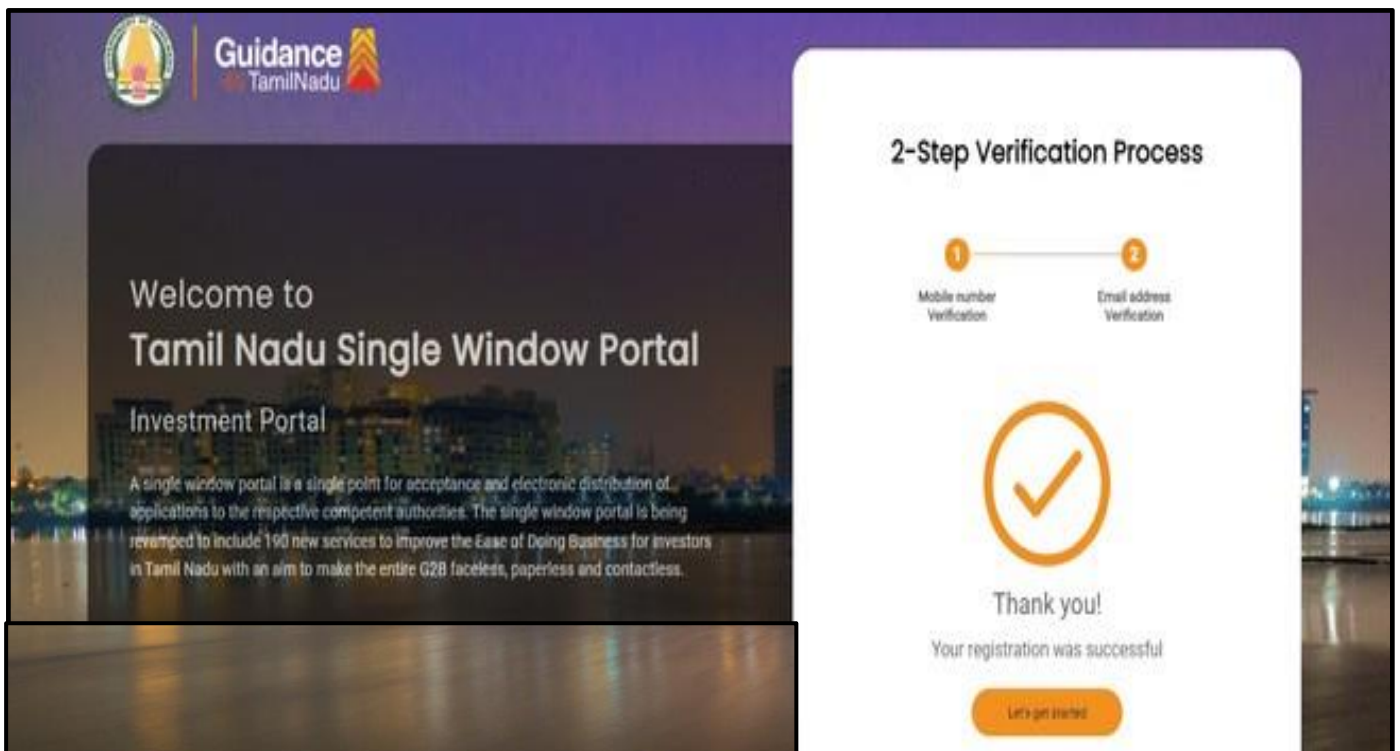 Guidance
TamilNadu
Welcome to
Tamil Nadu Single Window Portal
Investment Portal
A single window portal is a single point for acceptance and electronic distribution of
applications to the respective competent authorities. The single window portal is being
revamped to include 190 new services to improve the Ease of Doing Business for investors
in Tamil Nadu with an aim to make the entire G2B faceless, paperless and contactless.
2-Step Verification Process
1
2
Mobile number
Verification
Email address
Verification
Thank you!
Your registration was successful
Let's get started